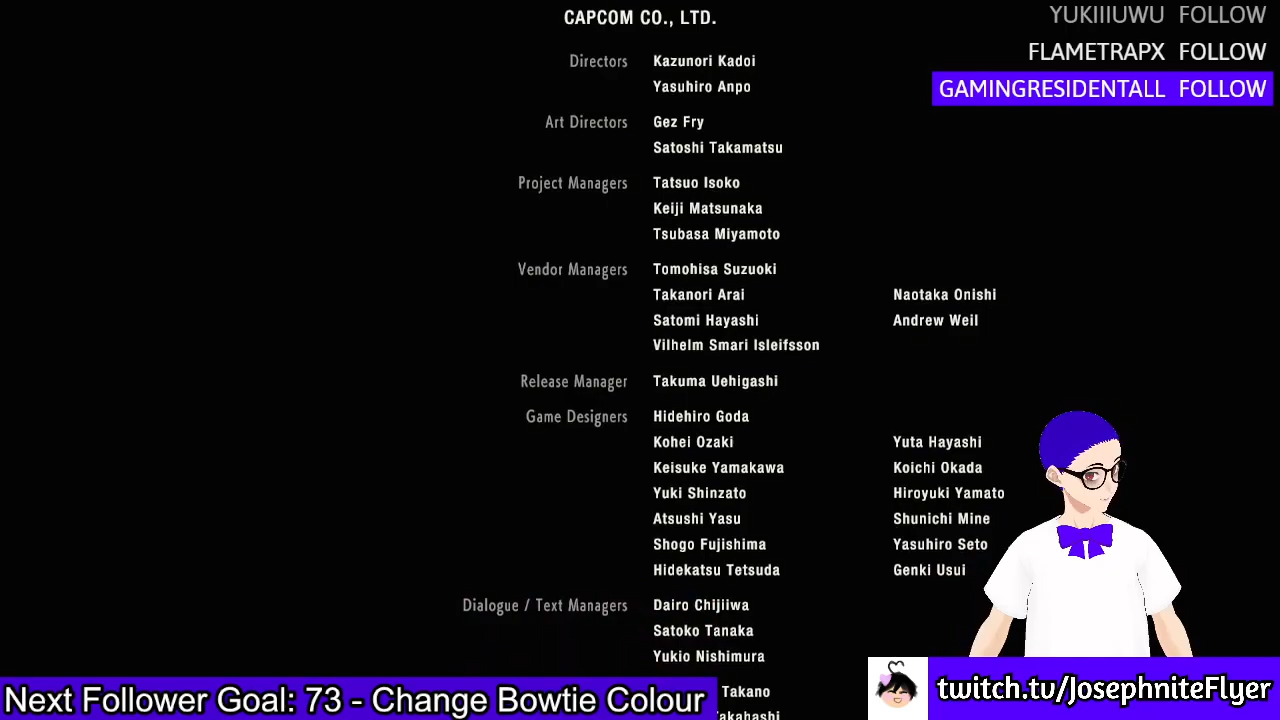 CAPCOM CO., LTD.
YUKIIIUWU FOLLOW
FLAMETRAPX FOLLOW
GAMINGRESIDENTALL FOLLOW
Directors Kazunori Kadoi
Yasuhiro Anpo
Art Directors Gez Fry
Satoshi Takamatsu
Project Managers Tatsuo Isoko
Keiji Matsunaka
Tsubasa Miyamoto
Vendor Managers Tomohisa Suzuoki
Takanori Arai Naotaka Onishi
Satomi Hayashi Andrew Weil
Vilhelm Smari Isleifsson
Release Manager Takuma Uehigashi
Game Designers Hidehiro Goda
Kohei Ozaki Yuta Hayashi
Keisuke Yamakawa Koichi Okada
Yuki Shinzato Hiroyuki Yamato
Atsushi Yasu Shunichi Mine
Shogo Fujishima Yasuhiro Seto
Hidekatsu Tetsuda Genki Usui
Dialogue / Text Managers Dairo Chijiiwa
Satoko Tanaka
Yukio Nishimura
Takano
Next Follower Goal: 73 - Change Bowtie Colour
twitch.tv/JosephniteFlyer